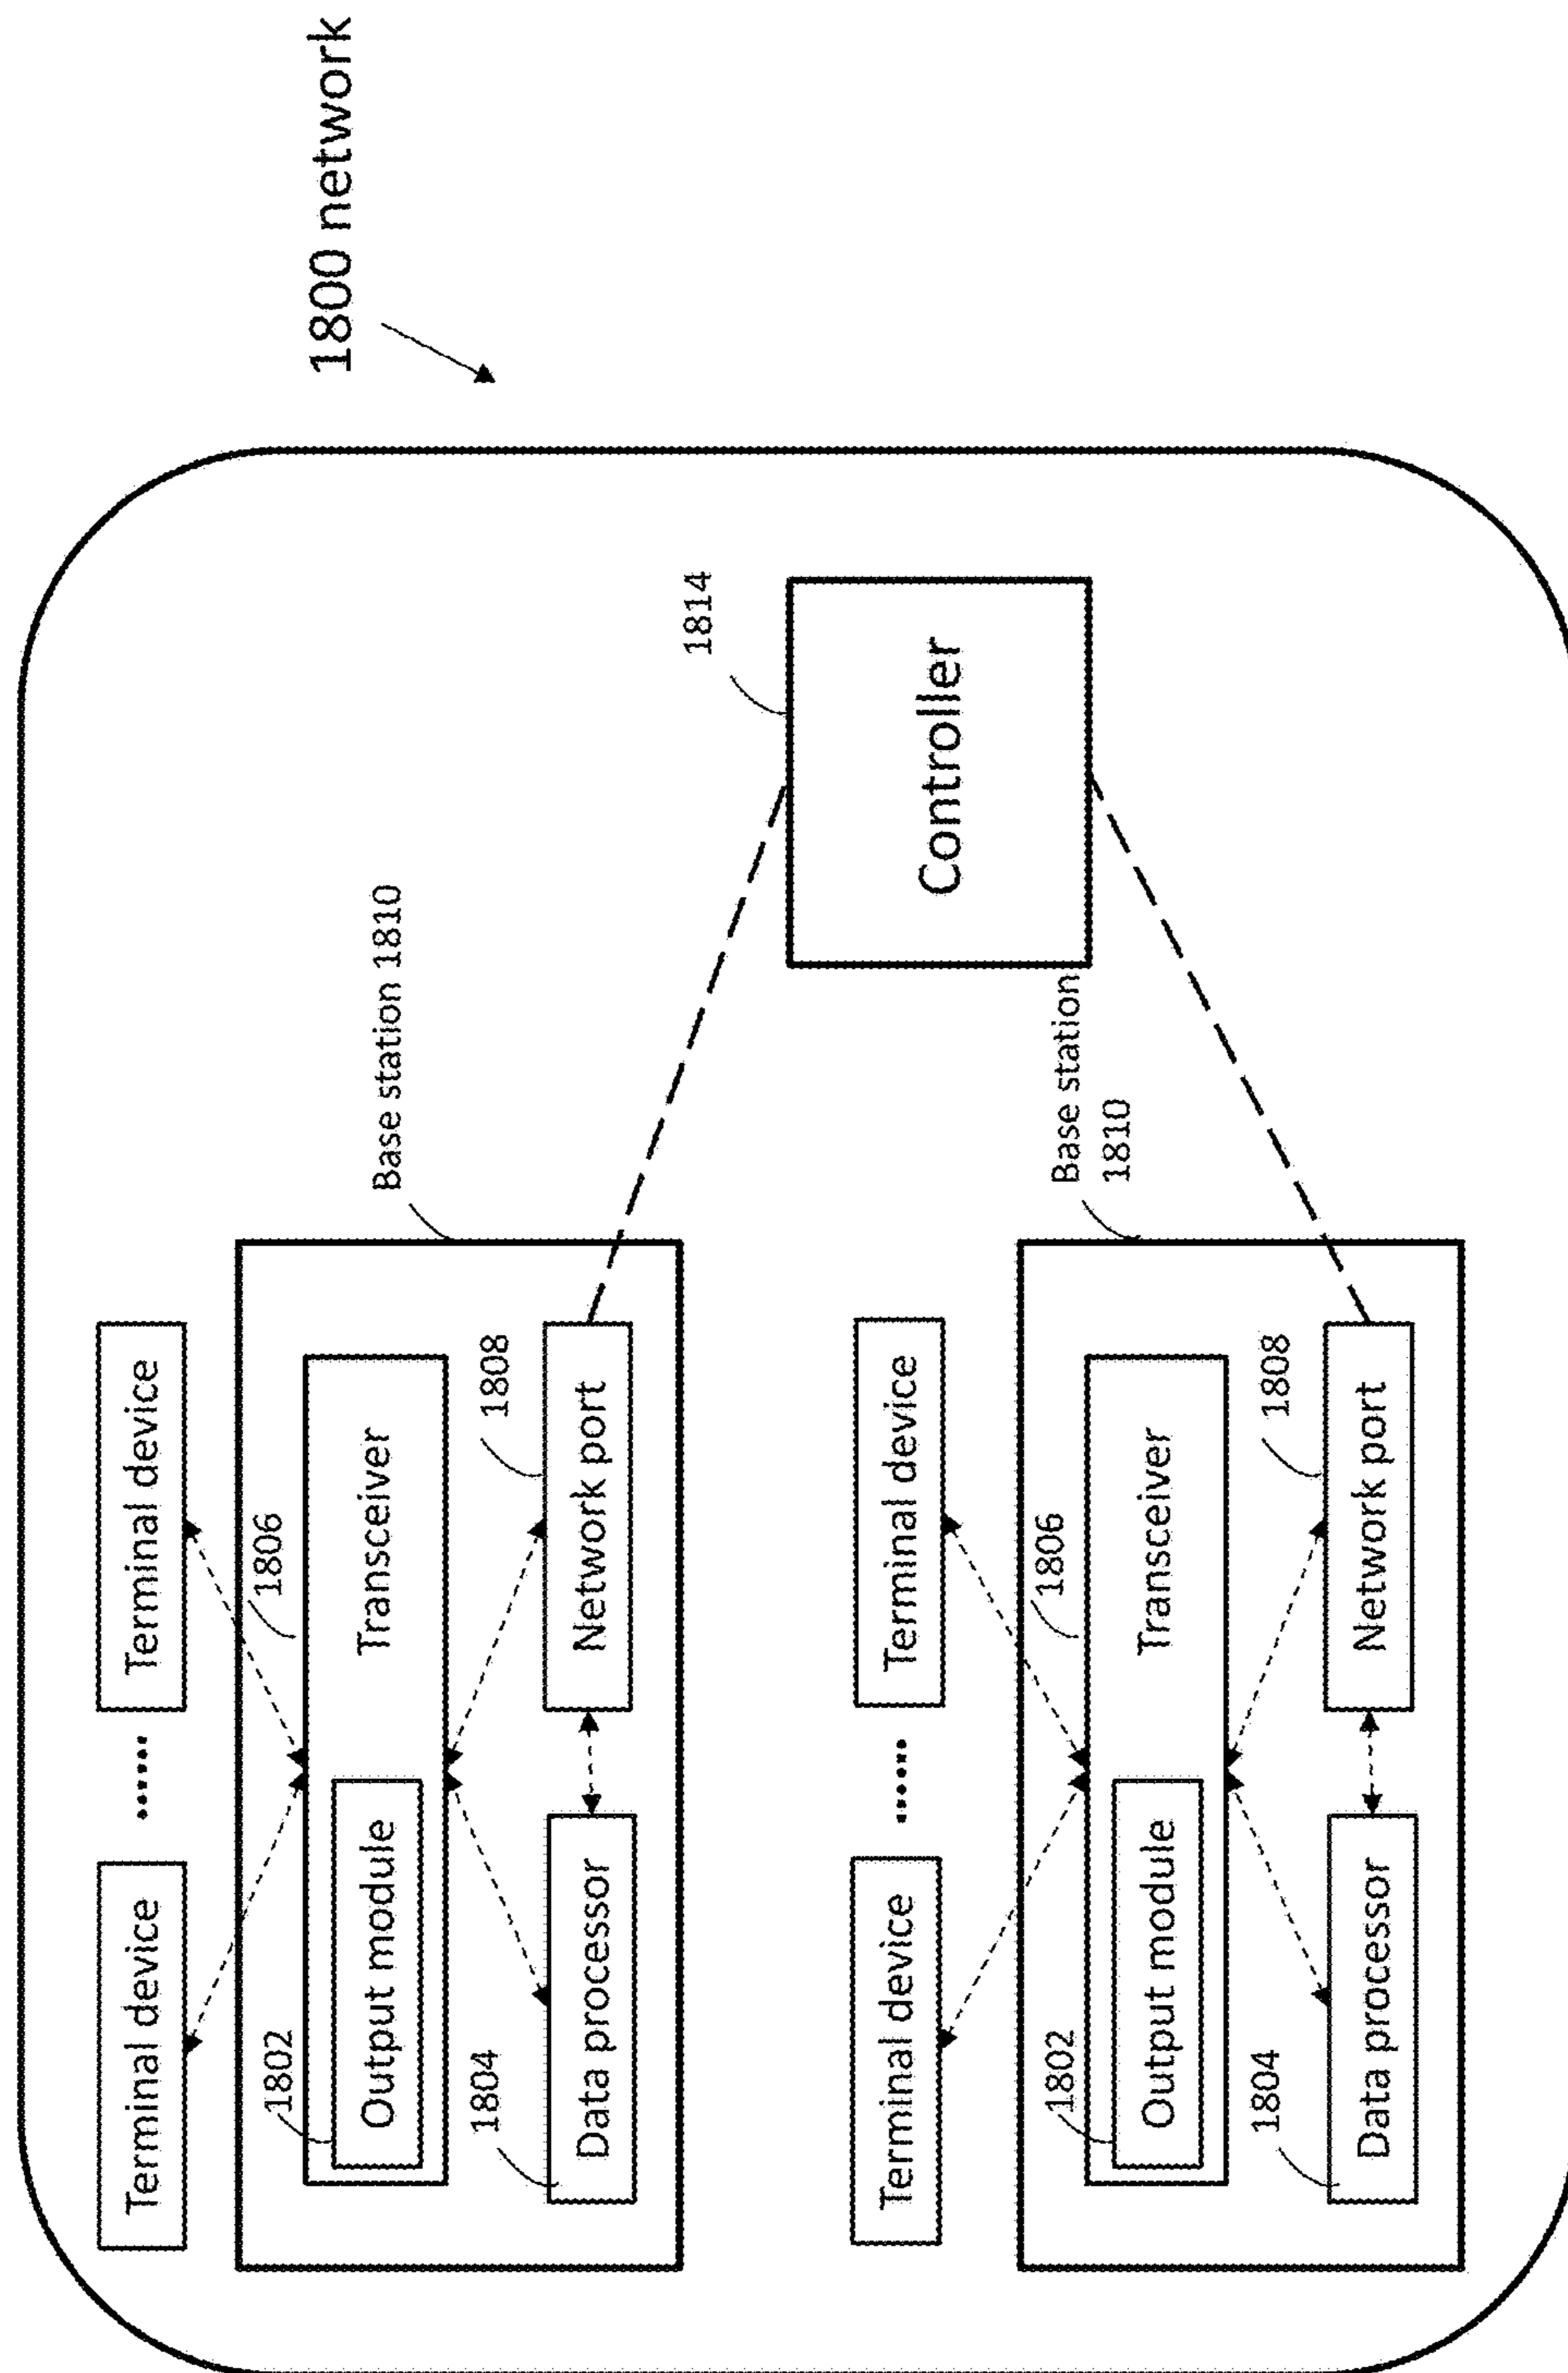 1800 network
Terminal device
......
Terminal device
1802
1806
Base station 1810
Output module
Transceiver
1804
1808
Data processor
Network port
1814
Controller
Terminal device
......
Terminal device
1802
1806
Base station
1810
Output module
Transceiver
1804
1808
Data processor
Network port